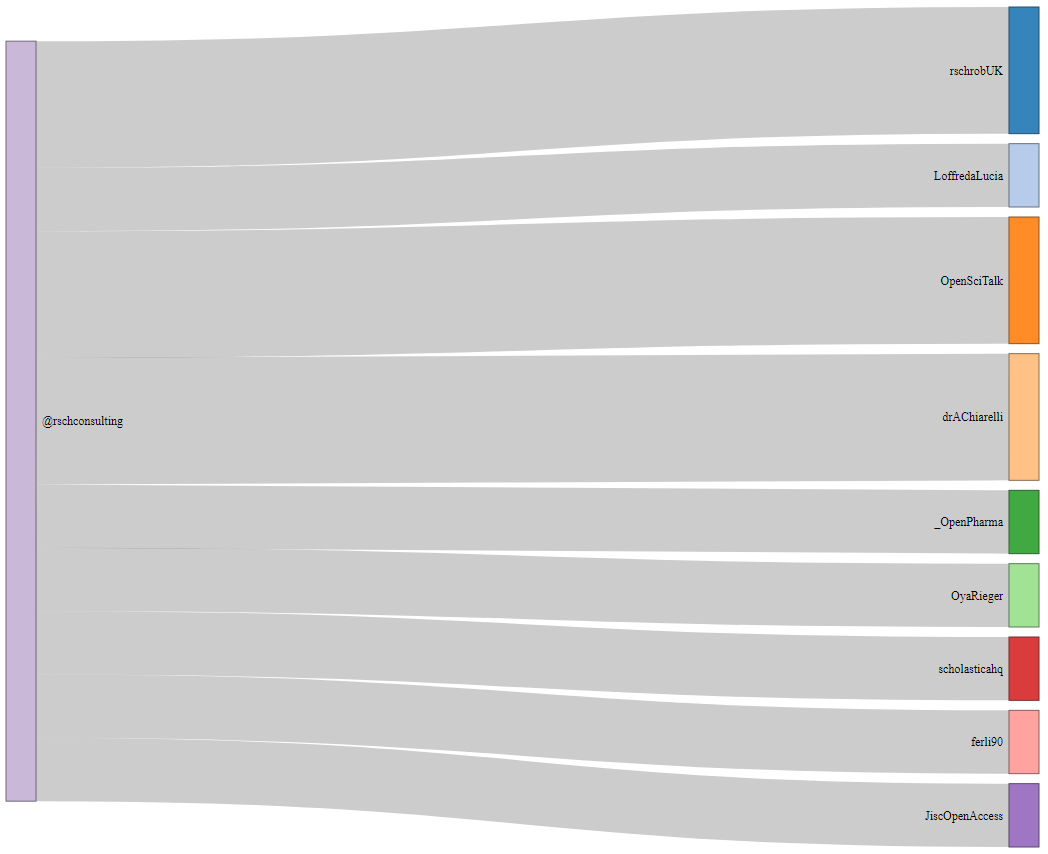 @rschconsulting
rschrobUK
LoffredaLucia
OpenSciTalk
drAChiarelli
_OpenPharma
OyaRieger
scholasticahq
ferli90
JiscOpenAccess